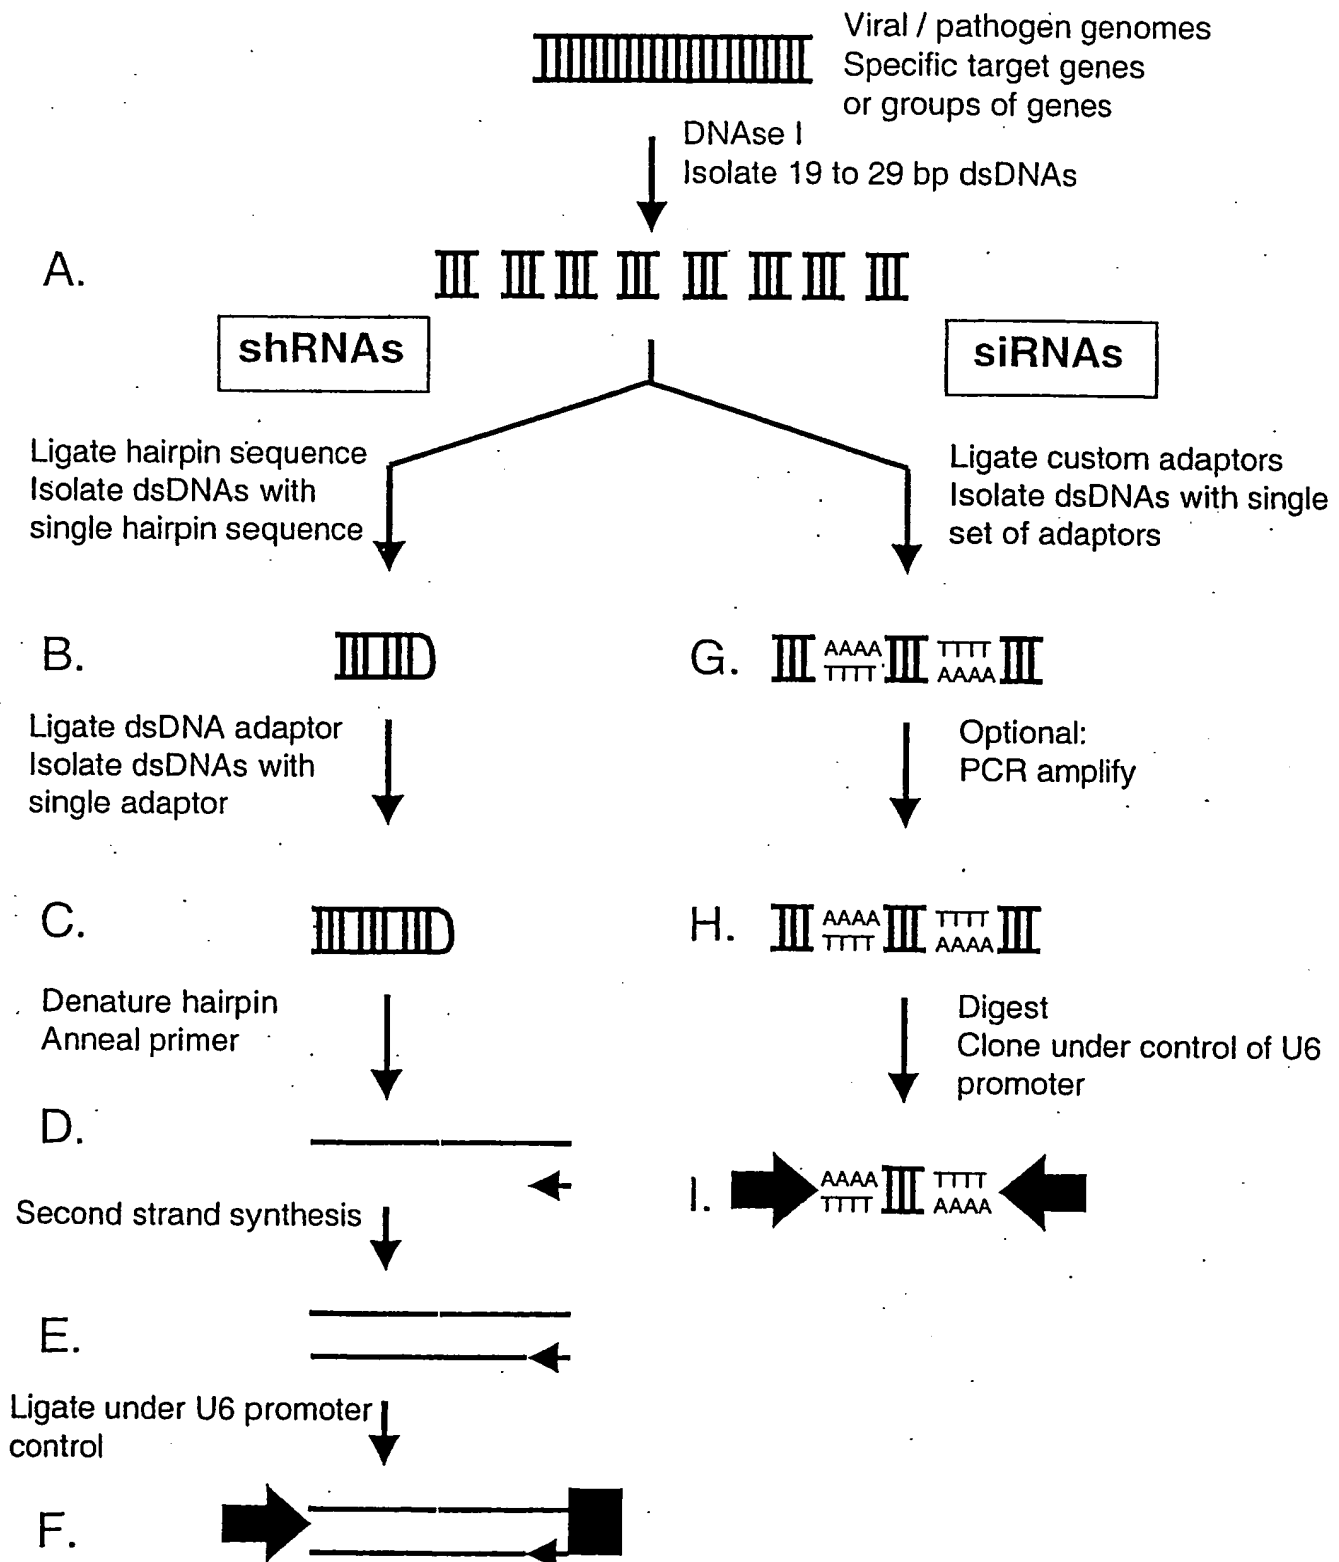 Viral / pathogen genomes
Specific target genes
or groups of genes
DNAse I
Isolate 19 to 29 bp dsDNAs
A.
shRNAs
siRNAs
Ligate hairpin sequence
Isolate dsDNAs with
single hairpin sequence
Ligate custom adaptors
Isolate dsDNAs with single
set of adaptors
B.
G.
AAAA
TTTT
TTTT
AAAA
Ligate dsDNA adaptor
Isolate dsDNAs with
single adaptor
Optional:
PCR amplify
C.
H.
AAAA
TTTT
TTTT
AAAA
Denature hairpin
Anneal primer
Digest
Clone under control of U6
promoter
D.
I.
AAAA
TTTT
TTTT
AAAA
Second strand synthesis
E.
Ligate under U6 promoter
control
F.